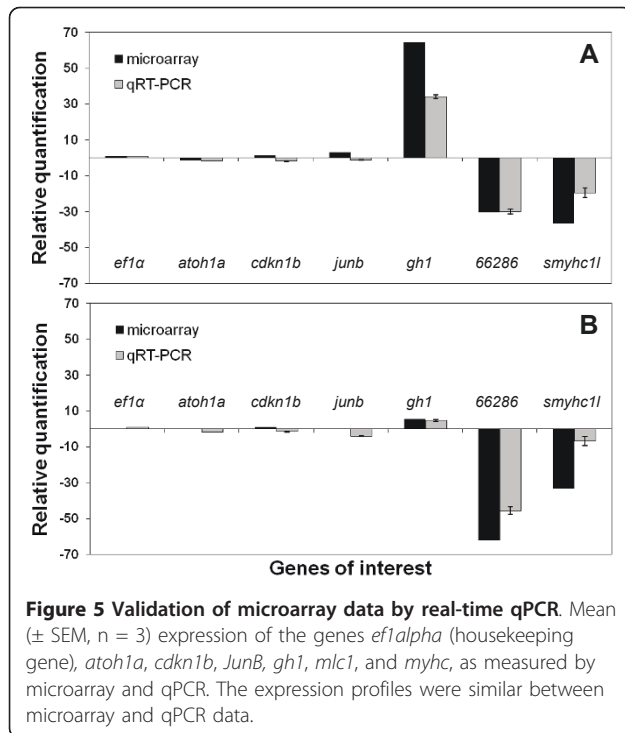 70
50
30
10
-10
-30
-50
-70
Relative quantification
microarray
qRT-PCR
A
ef1α atoh1a cdkn1b junb gh1 66286 smyhc1l
70
50
30
10
-10
-30
-50
-70
Relative quantification
microarray
qRT-PCR
B
ef1α atoh1a cdkn1b junb gh1 66286 smyhc1l
Genes of interest
Figure 5 Validation of microarray data by real-time qPCR. Mean
(± SEM, n = 3) expression of the genes ef1alpha (housekeeping
gene), atoh1a, cdkn1b, JunB, gh1, mlc1, and myhc, as measured by
microarray and qPCR. The expression profiles were similar between
microarray and qPCR data.